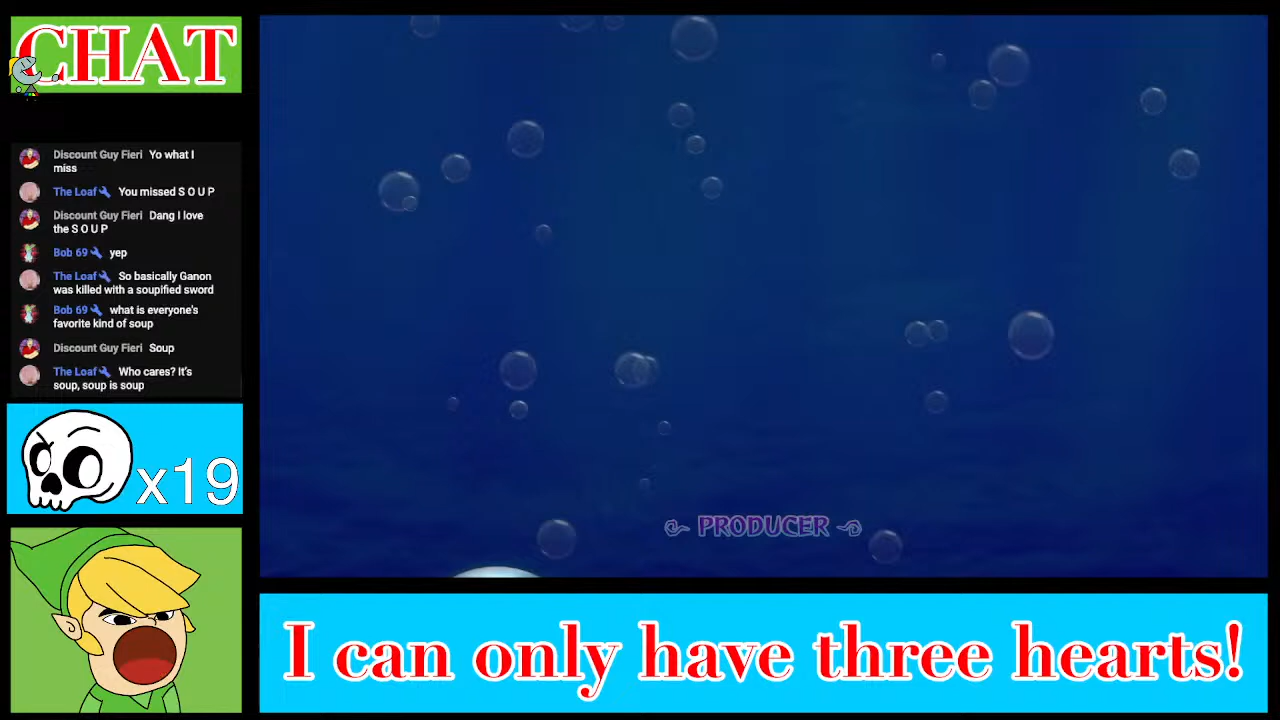 CHAT
Discount Guy Fieri Yo what I
miss
The Loaf You missed S O U P
Discount Guy Fieri Dang I love
the S O U P
Bob 69 yep
The Loaf So basically Ganon
was killed with a soupified sword
Bob 69 what is everyone's
favorite kind of soup
Discount Guy Fieri Soup
The Loaf Who cares? It's
soup, soup is soup
x19
PRODUCER
I can only have three hearts!